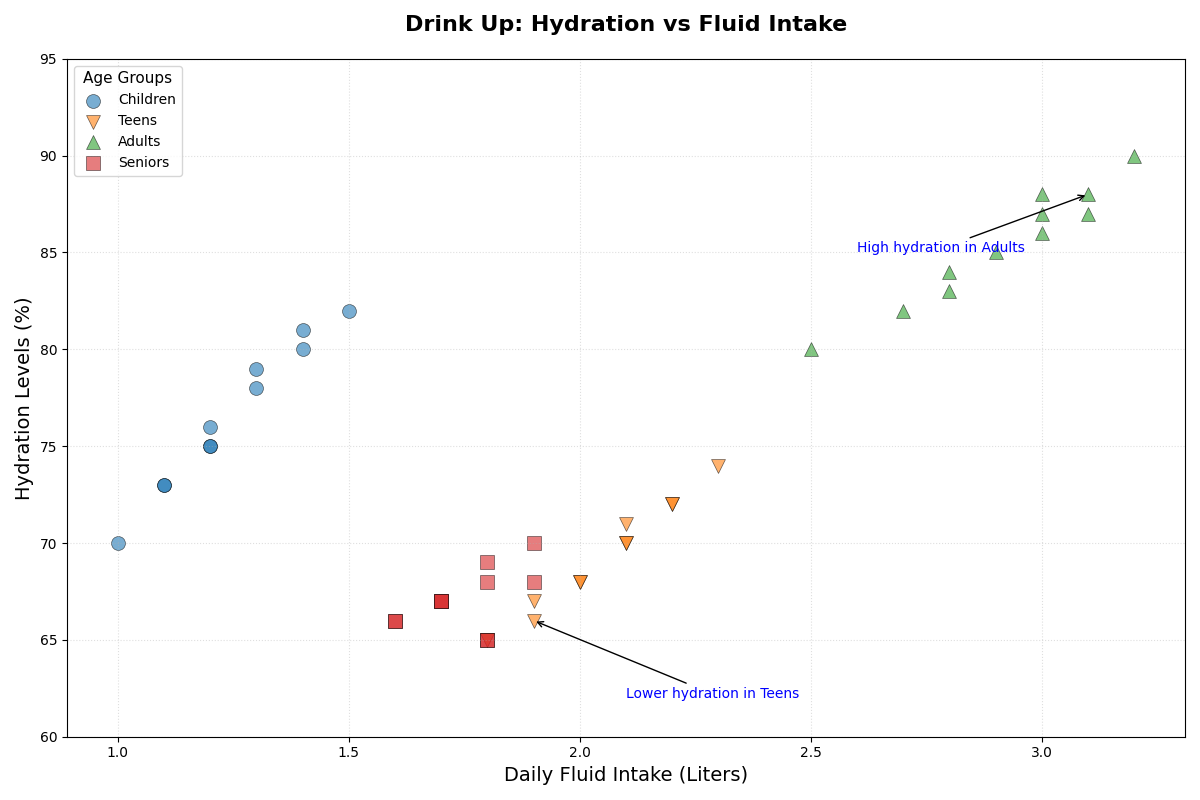 Drink Up: Hydration vs Fluid Intake
Age Groups
Children
Teens
Adults
Seniors
High hydration in Adults
Lower hydration in Teens
Hydration Levels (%)
95
90
85
80
75
70
65
60
1.0 1.5 2.0 2.5 3.0
Daily Fluid Intake (Liters)